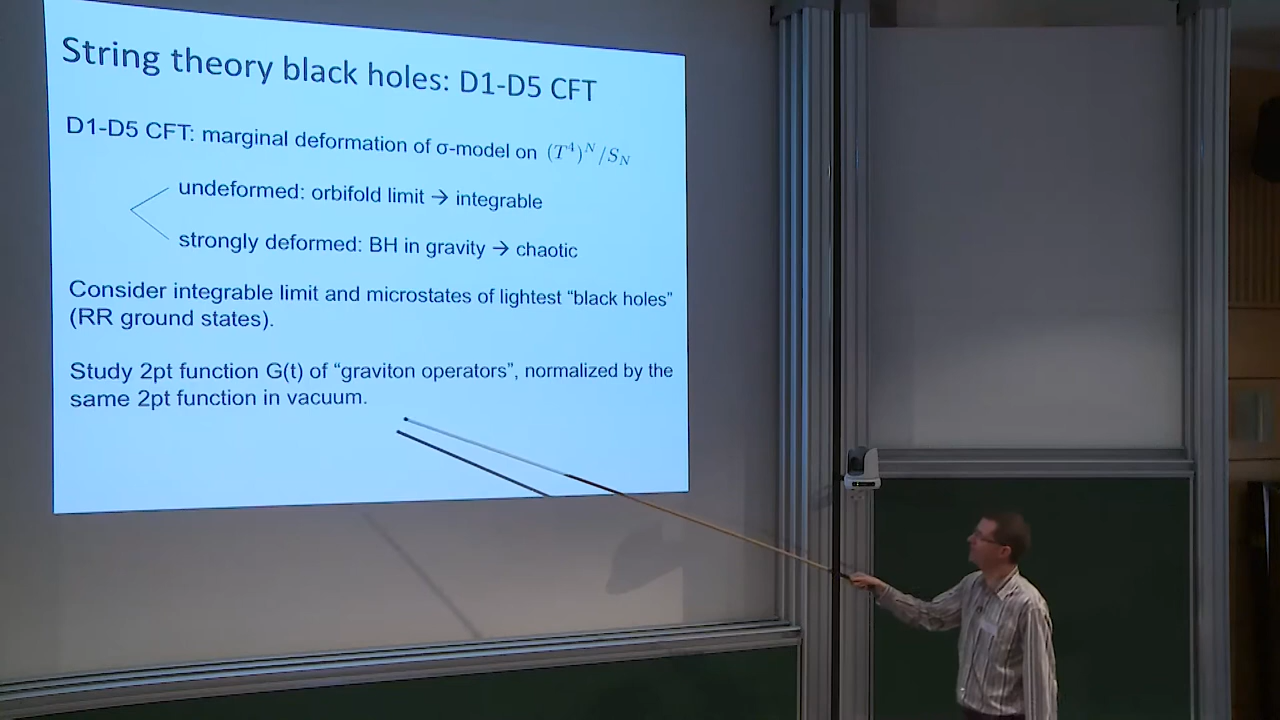 String theory black holes: D1-D5 CFT
D1-D5 CFT: marginal deformation of σ-model on (T⁴)ᴺ/S_N
undeformed: orbifold limit → integrable
strongly deformed: BH in gravity → chaotic
Consider integrable limit and microstates of lightest “black holes”
(RR ground states).
Study 2pt function G(t) of “graviton operators”, normalized by the
same 2pt function in vacuum.